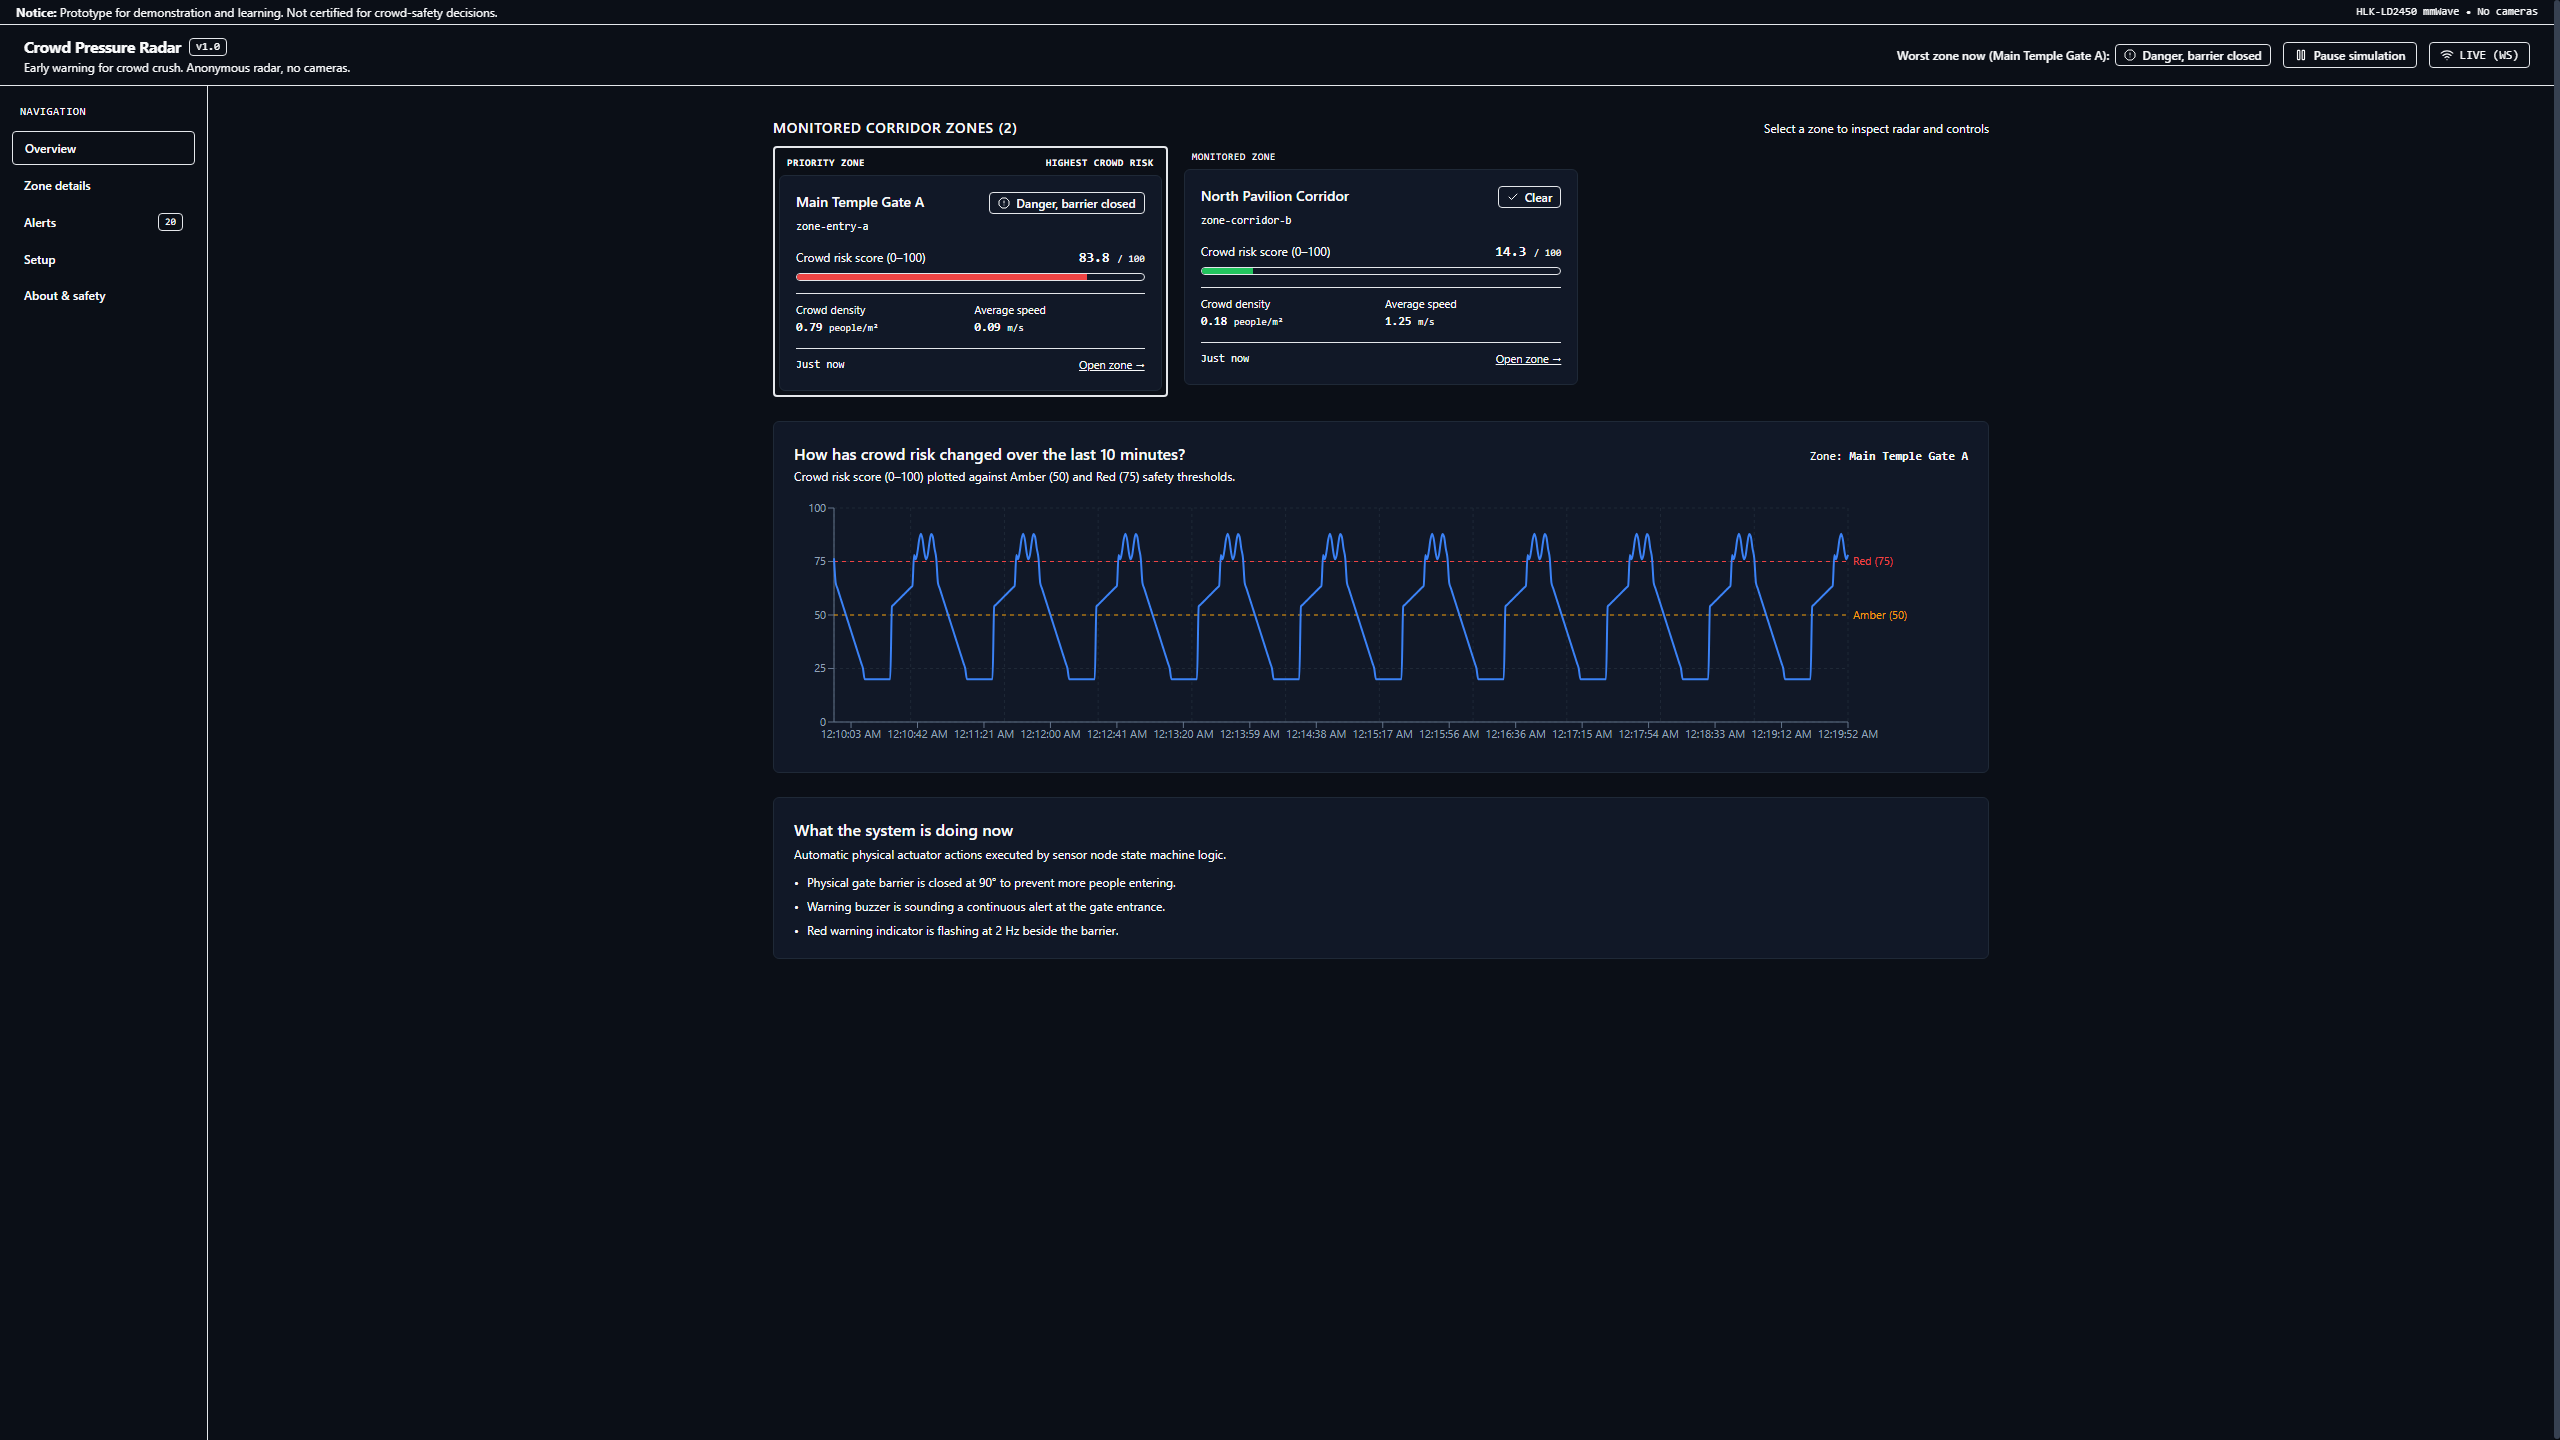 Notice: Prototype for demonstration and learning. Not certified for crowd-safety decisions.
HLK-LD2450 mmWave • No cameras
Crowd Pressure Radar v1.0
Early warning for crowd crush. Anonymous radar, no cameras.
Worst zone now (Main Temple Gate A): Danger, barrier closed
Pause simulation
LIVE (WS)
NAVIGATION
Overview
Zone details
Alerts 20
Setup
About & safety
MONITORED CORRIDOR ZONES (2)
Select a zone to inspect radar and controls
PRIORITY ZONE HIGHEST CROWD RISK
Main Temple Gate A Danger, barrier closed
zone-entry-a
Crowd risk score (0–100) 83.8 / 100
Crowd density Average speed
0.79 people/m² 0.09 m/s
Just now Open zone →
MONITORED ZONE
North Pavilion Corridor Clear
zone-corridor-b
Crowd risk score (0–100) 14.3 / 100
Crowd density Average speed
0.18 people/m² 1.25 m/s
Just now Open zone →
How has crowd risk changed over the last 10 minutes?
Zone: Main Temple Gate A
Crowd risk score (0–100) plotted against Amber (50) and Red (75) safety thresholds.
100
75
Red (75)
50
Amber (50)
25
0
12:10:03 AM 12:10:42 AM 12:11:21 AM 12:12:00 AM 12:12:41 AM 12:13:20 AM 12:13:59 AM 12:14:38 AM 12:15:17 AM 12:15:56 AM 12:16:36 AM 12:17:15 AM 12:17:54 AM 12:18:33 AM 12:19:12 AM 12:19:52 AM
What the system is doing now
Automatic physical actuator actions executed by sensor node state machine logic.
• Physical gate barrier is closed at 90° to prevent more people entering.
• Warning buzzer is sounding a continuous alert at the gate entrance.
• Red warning indicator is flashing at 2 Hz beside the barrier.